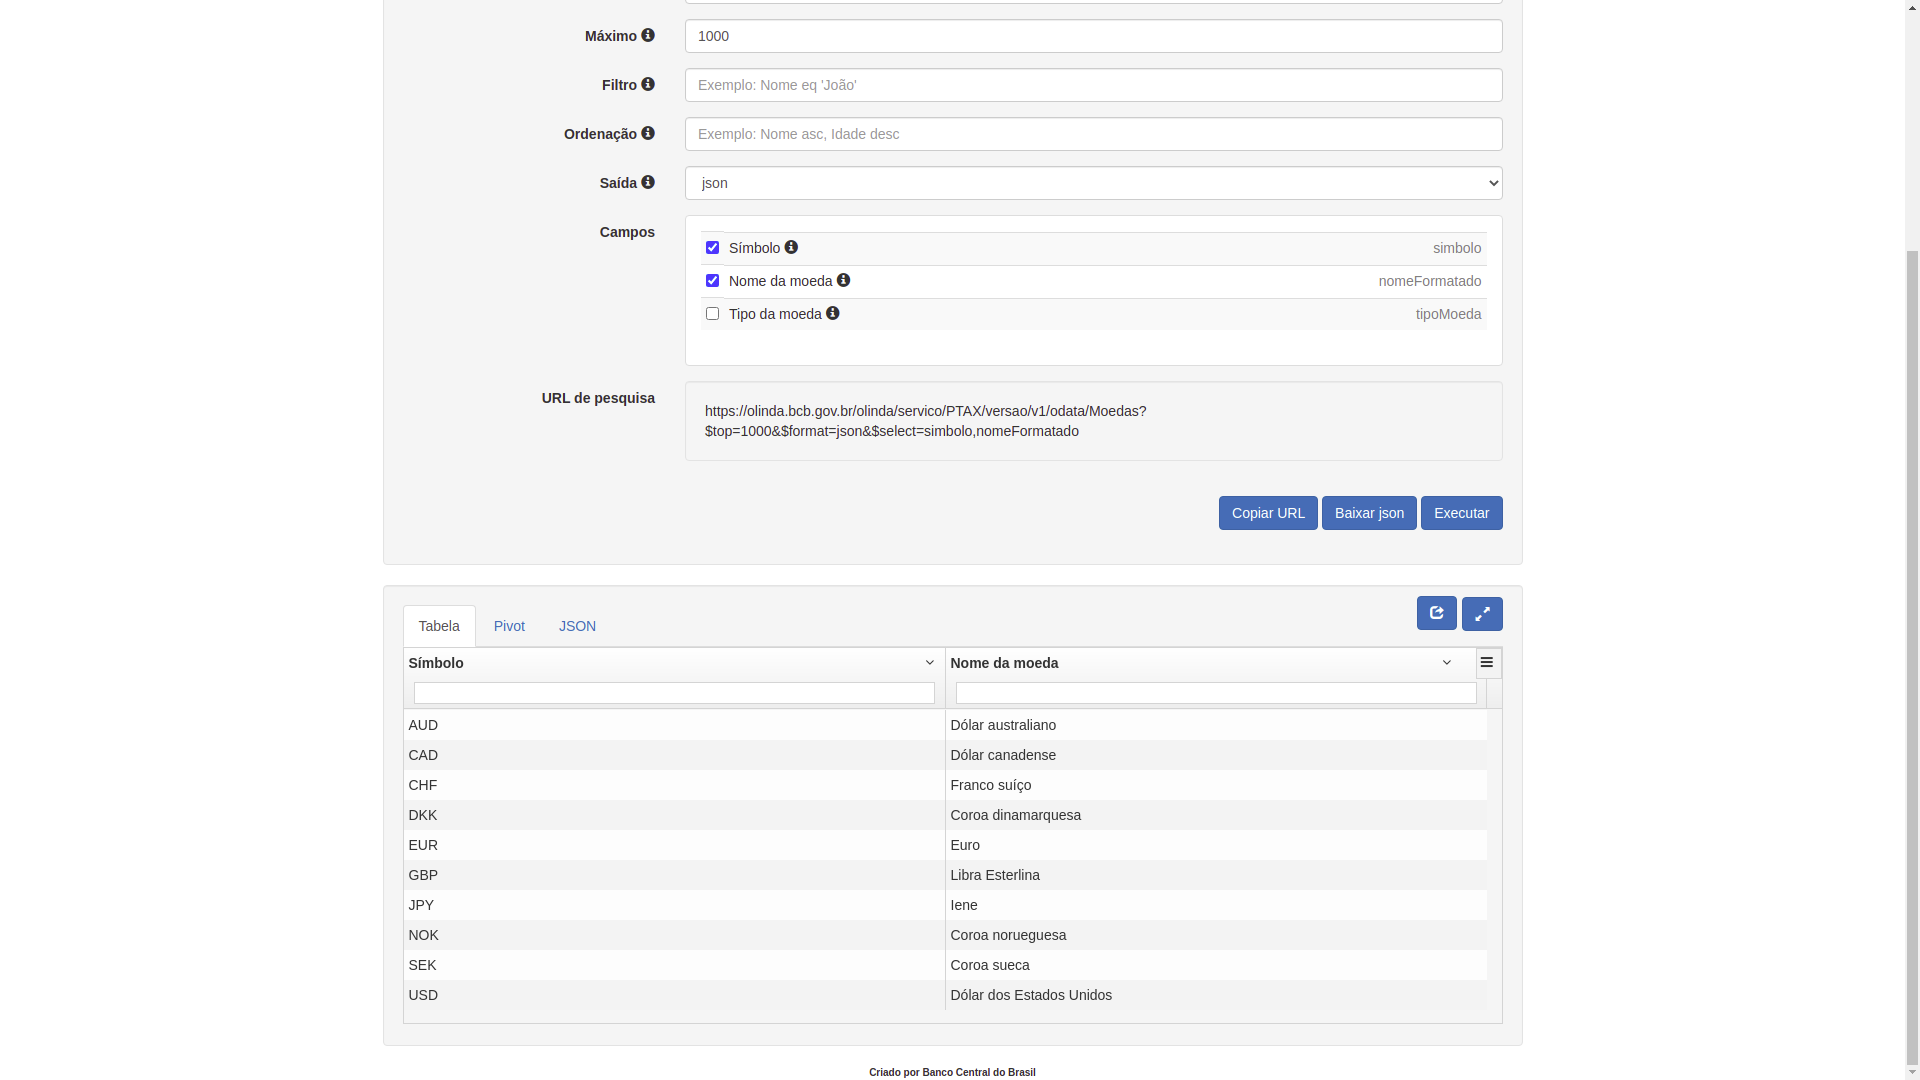 Máximo
1000
Filtro
Exemplo: Nome eq 'João'
Ordenação
Exemplo: Nome asc, Idade desc
Saída
json
Campos
Símbolo simbolo
Nome da moeda nomeFormatado
Tipo da moeda tipoMoeda
URL de pesquisa
https://olinda.bcb.gov.br/olinda/servico/PTAX/versao/v1/odata/Moedas?
$top=1000&$format=json&$select=simbolo,nomeFormatado
Copiar URL Baixar json Executar
Tabela Pivot JSON
Símbolo Nome da moeda
AUD Dólar australiano
CAD Dólar canadense
CHF Franco suíço
DKK Coroa dinamarquesa
EUR Euro
GBP Libra Esterlina
JPY Iene
NOK Coroa norueguesa
SEK Coroa sueca
USD Dólar dos Estados Unidos
Criado por Banco Central do Brasil